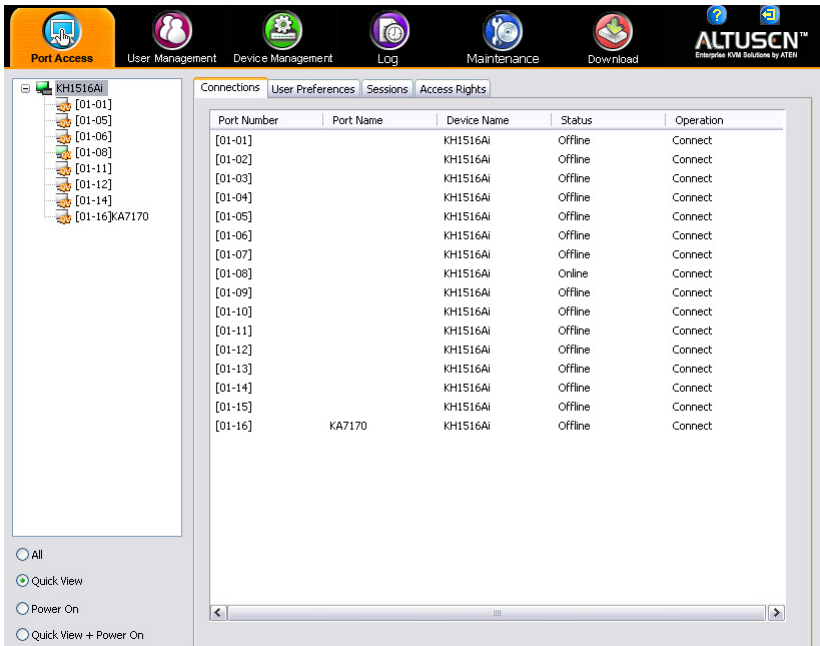 Port Access User Management Device Management Log Maintenance Download
? ALTUSCN™
Enterprise KVM Solutions by ATEN
KH1516Ai
[01-01]
[01-05]
[01-06]
[01-08]
[01-11]
[01-12]
[01-14]
[01-16]KA7170
All
Quick View
Power On
Quick View + Power On
Connections User Preferences Sessions Access Rights
Port Number Port Name Device Name Status Operation
[01-01] KH1516Ai Offline Connect
[01-02] KH1516Ai Offline Connect
[01-03] KH1516Ai Offline Connect
[01-04] KH1516Ai Offline Connect
[01-05] KH1516Ai Offline Connect
[01-06] KH1516Ai Offline Connect
[01-07] KH1516Ai Offline Connect
[01-08] KH1516Ai Online Connect
[01-09] KH1516Ai Offline Connect
[01-10] KH1516Ai Offline Connect
[01-11] KH1516Ai Offline Connect
[01-12] KH1516Ai Offline Connect
[01-13] KH1516Ai Offline Connect
[01-14] KH1516Ai Offline Connect
[01-15] KH1516Ai Offline Connect
[01-16] KA7170 KH1516Ai Offline Connect